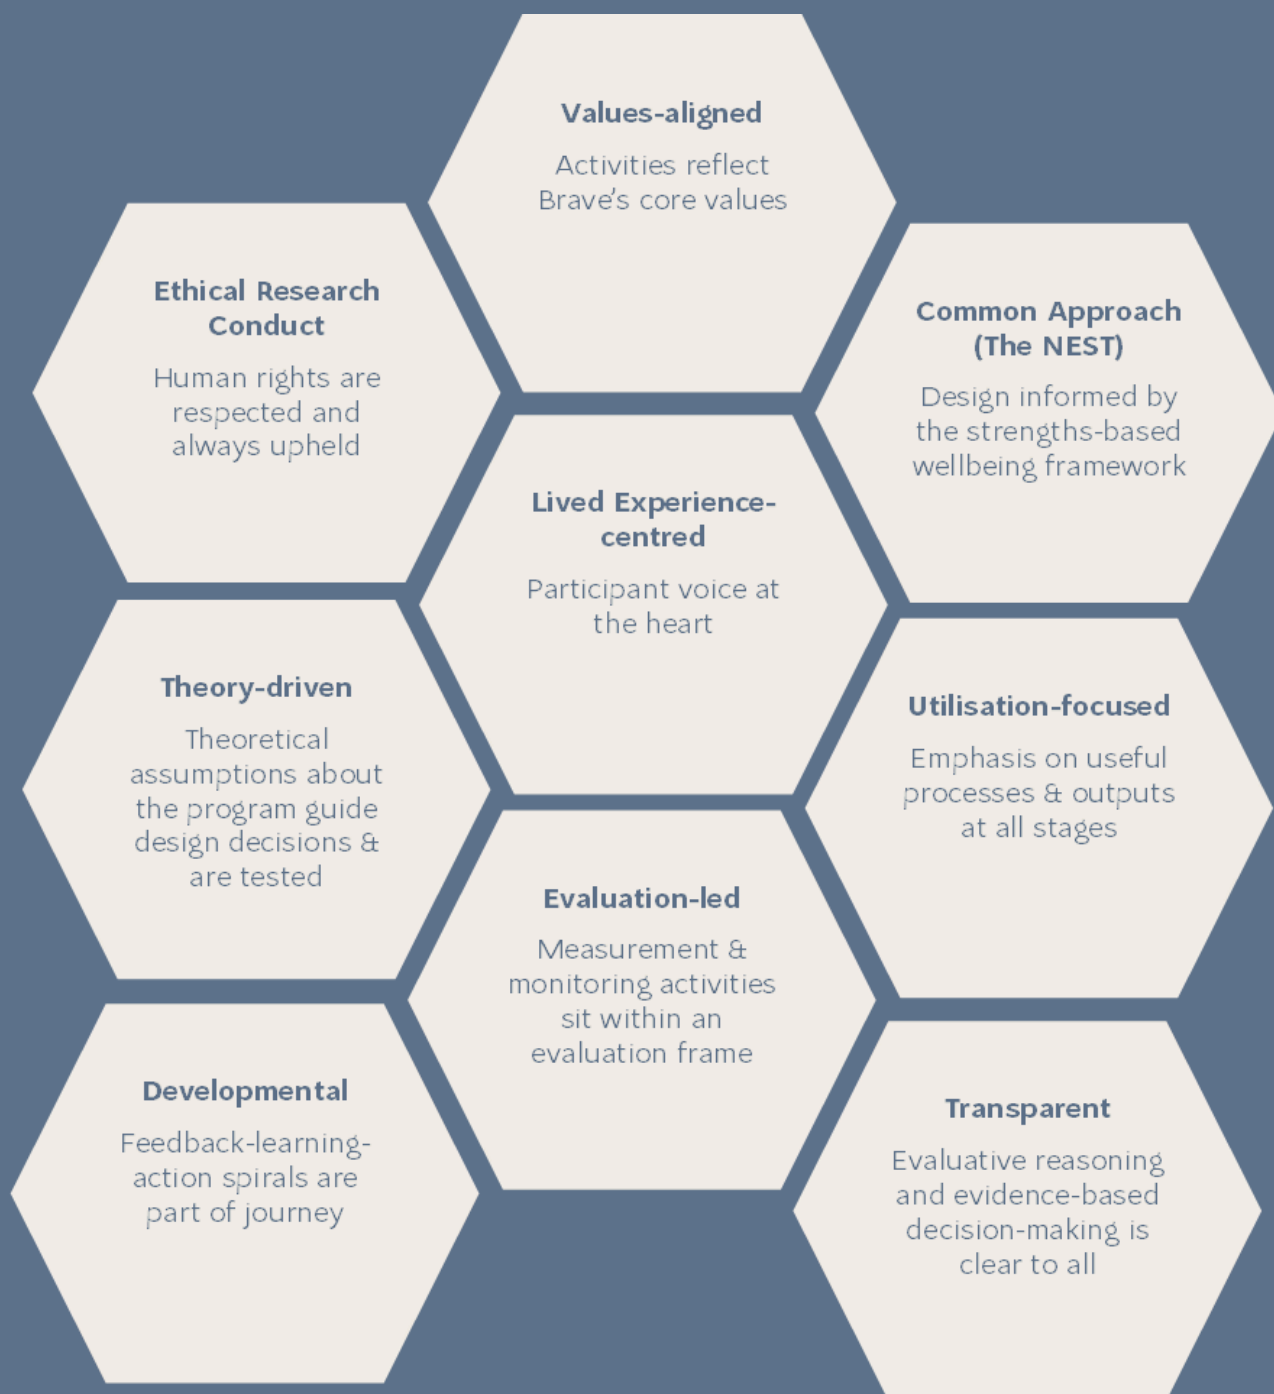 Values-aligned
Activities reflect
Brave's core values
Ethical Research
Conduct
Human rights are
respected and
always upheld
Common Approach
(The NEST)
Design informed by
the strengths-based
wellbeing framework
Lived Experience-
centred
Participant voice at
the heart
Theory-driven
Theoretical
assumptions about
the program guide
design decisions &
are tested
Utilisation-focused
Emphasis on useful
processes & outputs
at all stages
Evaluation-led
Measurement &
monitoring activities
sit within an
evaluation frame
Developmental
Feedback-learning-
action spirals are
part of journey
Transparent
Evaluative reasoning
and evidence-based
decision-making is
clear to all